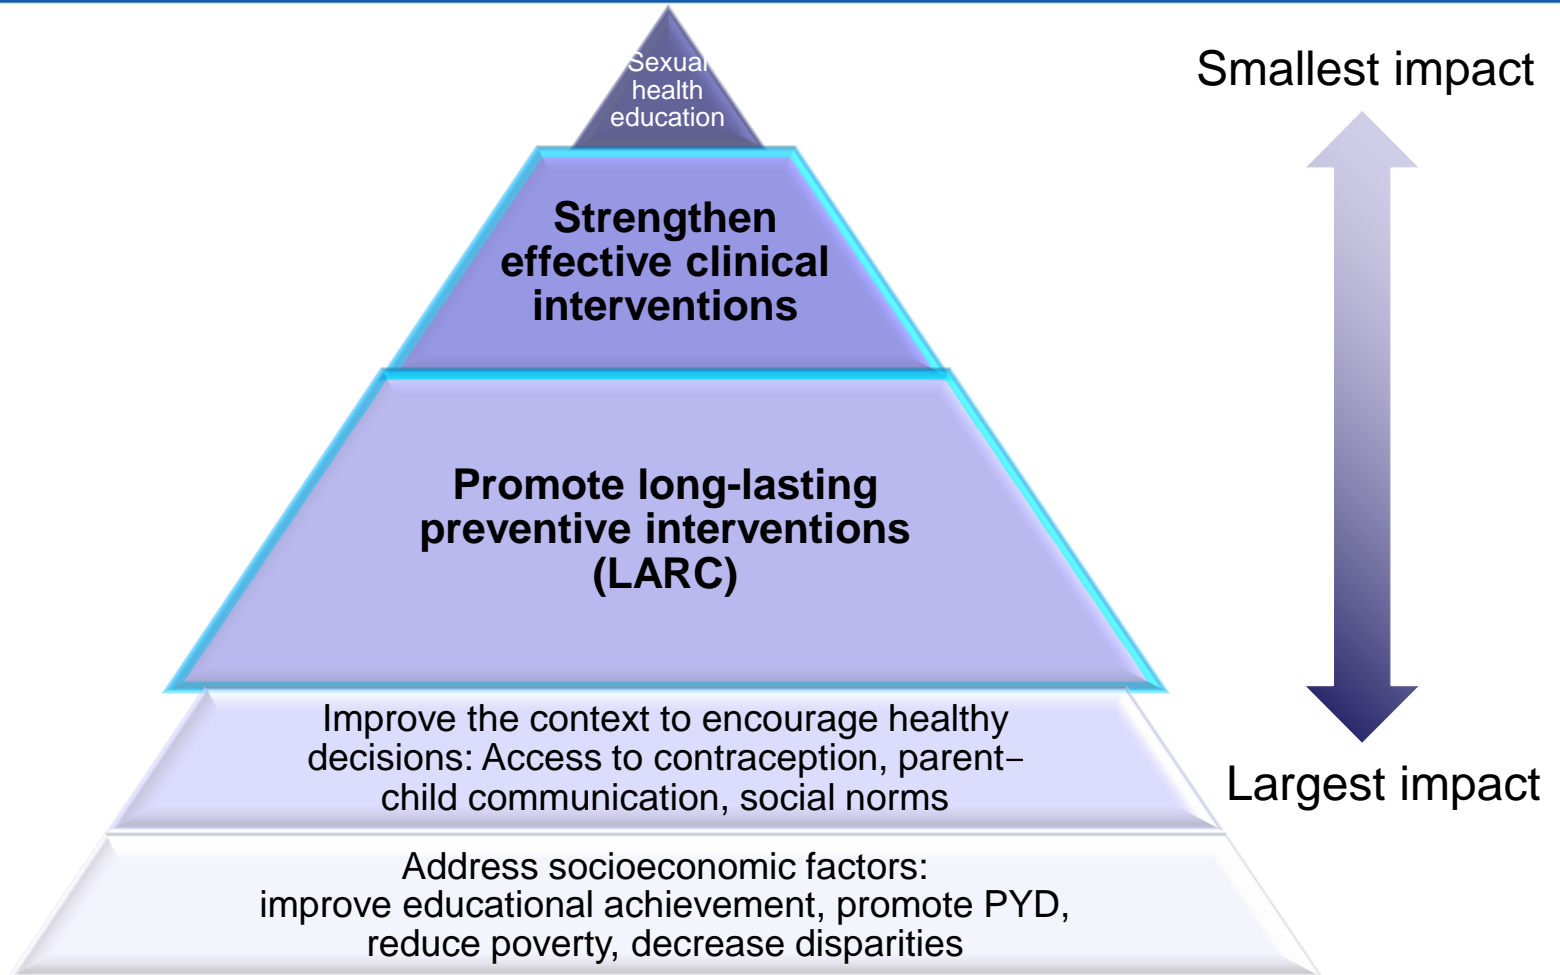 Sexual
health
education
Smallest impact
Strengthen
effective clinical
interventions
Promote long-lasting
preventive interventions
(LARC)
Improve the context to encourage healthy
decisions: Access to contraception, parent–
child communication, social norms
Largest impact
Address socioeconomic factors:
improve educational achievement, promote PYD,
reduce poverty, decrease disparities